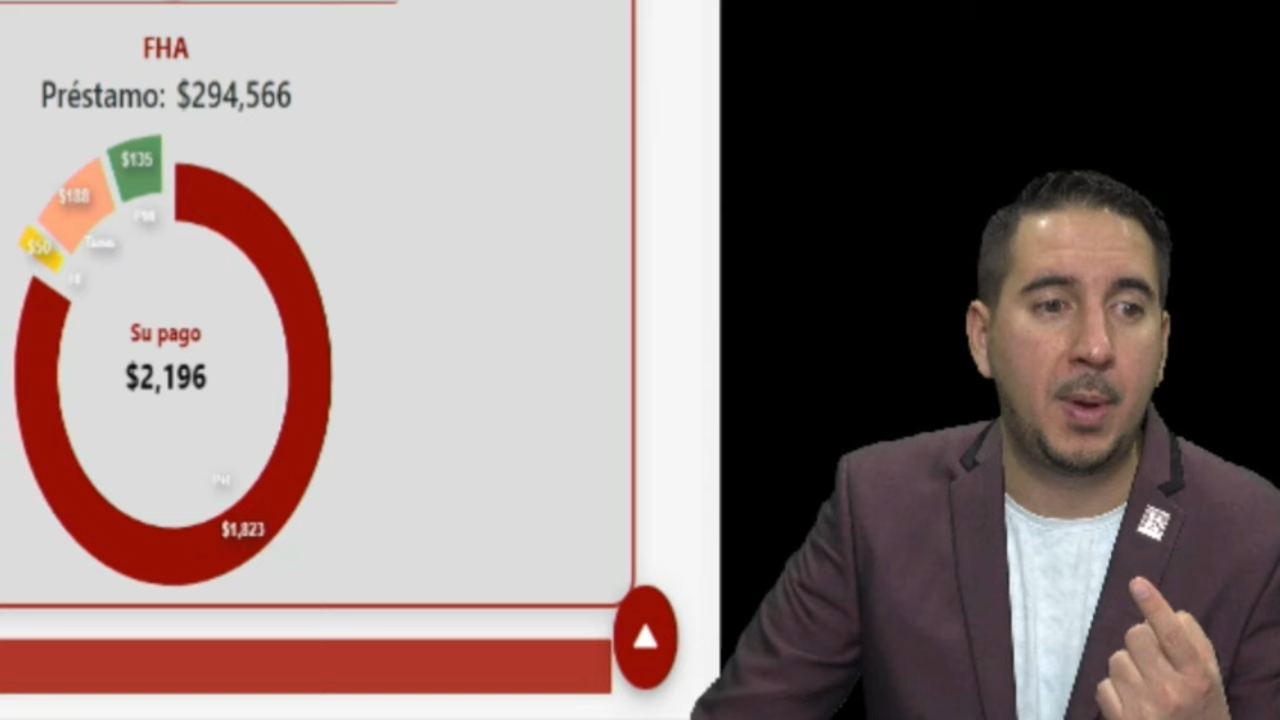 FHA
Préstamo: $294,566
$135
$188
$50
Su pago
$2,196
$1,823